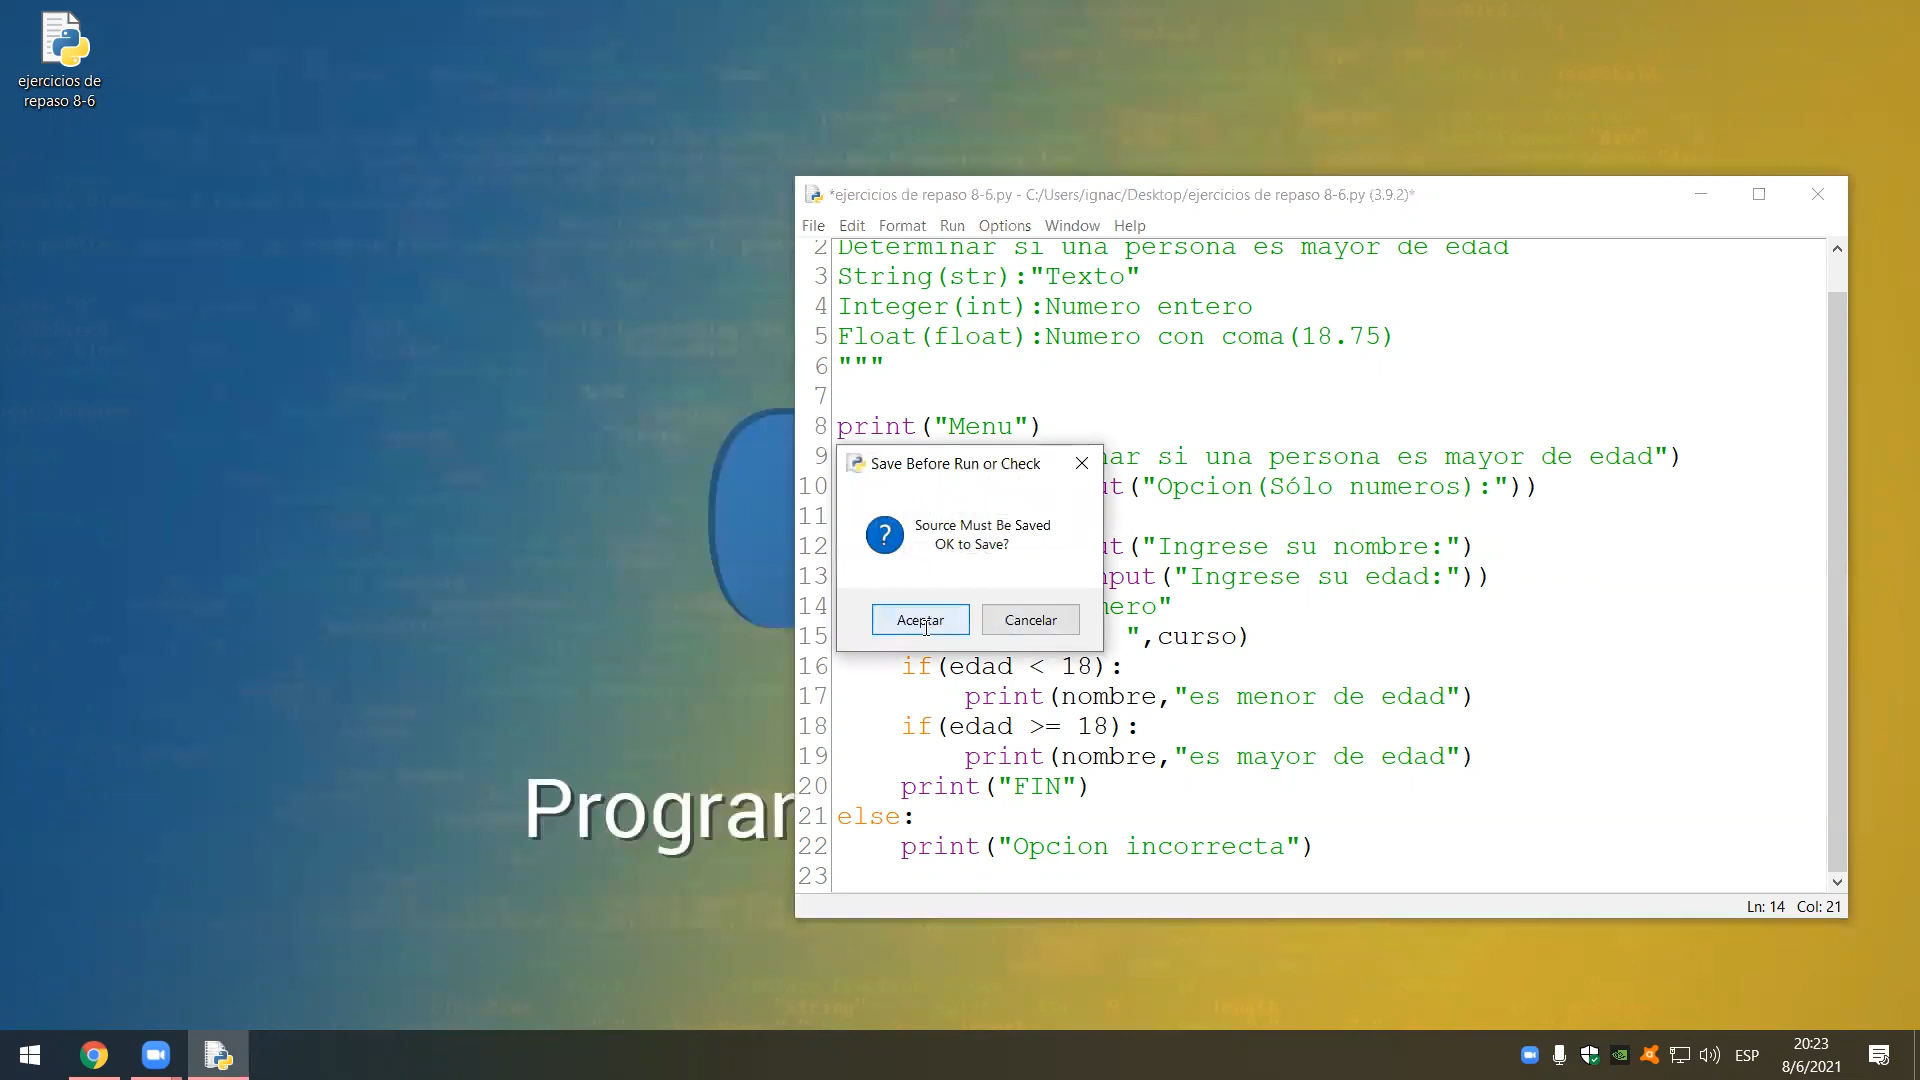 ejercicios de
repaso 8-6
*ejercicios de repaso 8-6.py - C:/Users/ignac/Desktop/ejercicios de repaso 8-6.py (3.9.2)*
File Edit Format Run Options Window Help
2 Determinar si una persona es mayor de edad
3 String(str):"Texto"
4 Integer(int):Numero entero
5 Float(float):Numero con coma(18.75)
6 """
7
8 print("Menu")
9 nar si una persona es mayor de edad")
10 ut("Opcion(Sólo numeros):"))
11
12 ut("Ingrese su nombre:")
13 nput("Ingrese su edad:"))
14 mero"
15 ",curso)
16 if(edad < 18):
17 print(nombre,"es menor de edad")
18 if(edad >= 18):
19 print(nombre,"es mayor de edad")
20 print("FIN")
21 else:
22 print("Opcion incorrecta")
23
Save Before Run or Check
?
Source Must Be Saved
OK to Save?
Aceptar Cancelar
Ln: 14 Col: 21
Program
ESP
20:23
8/6/2021